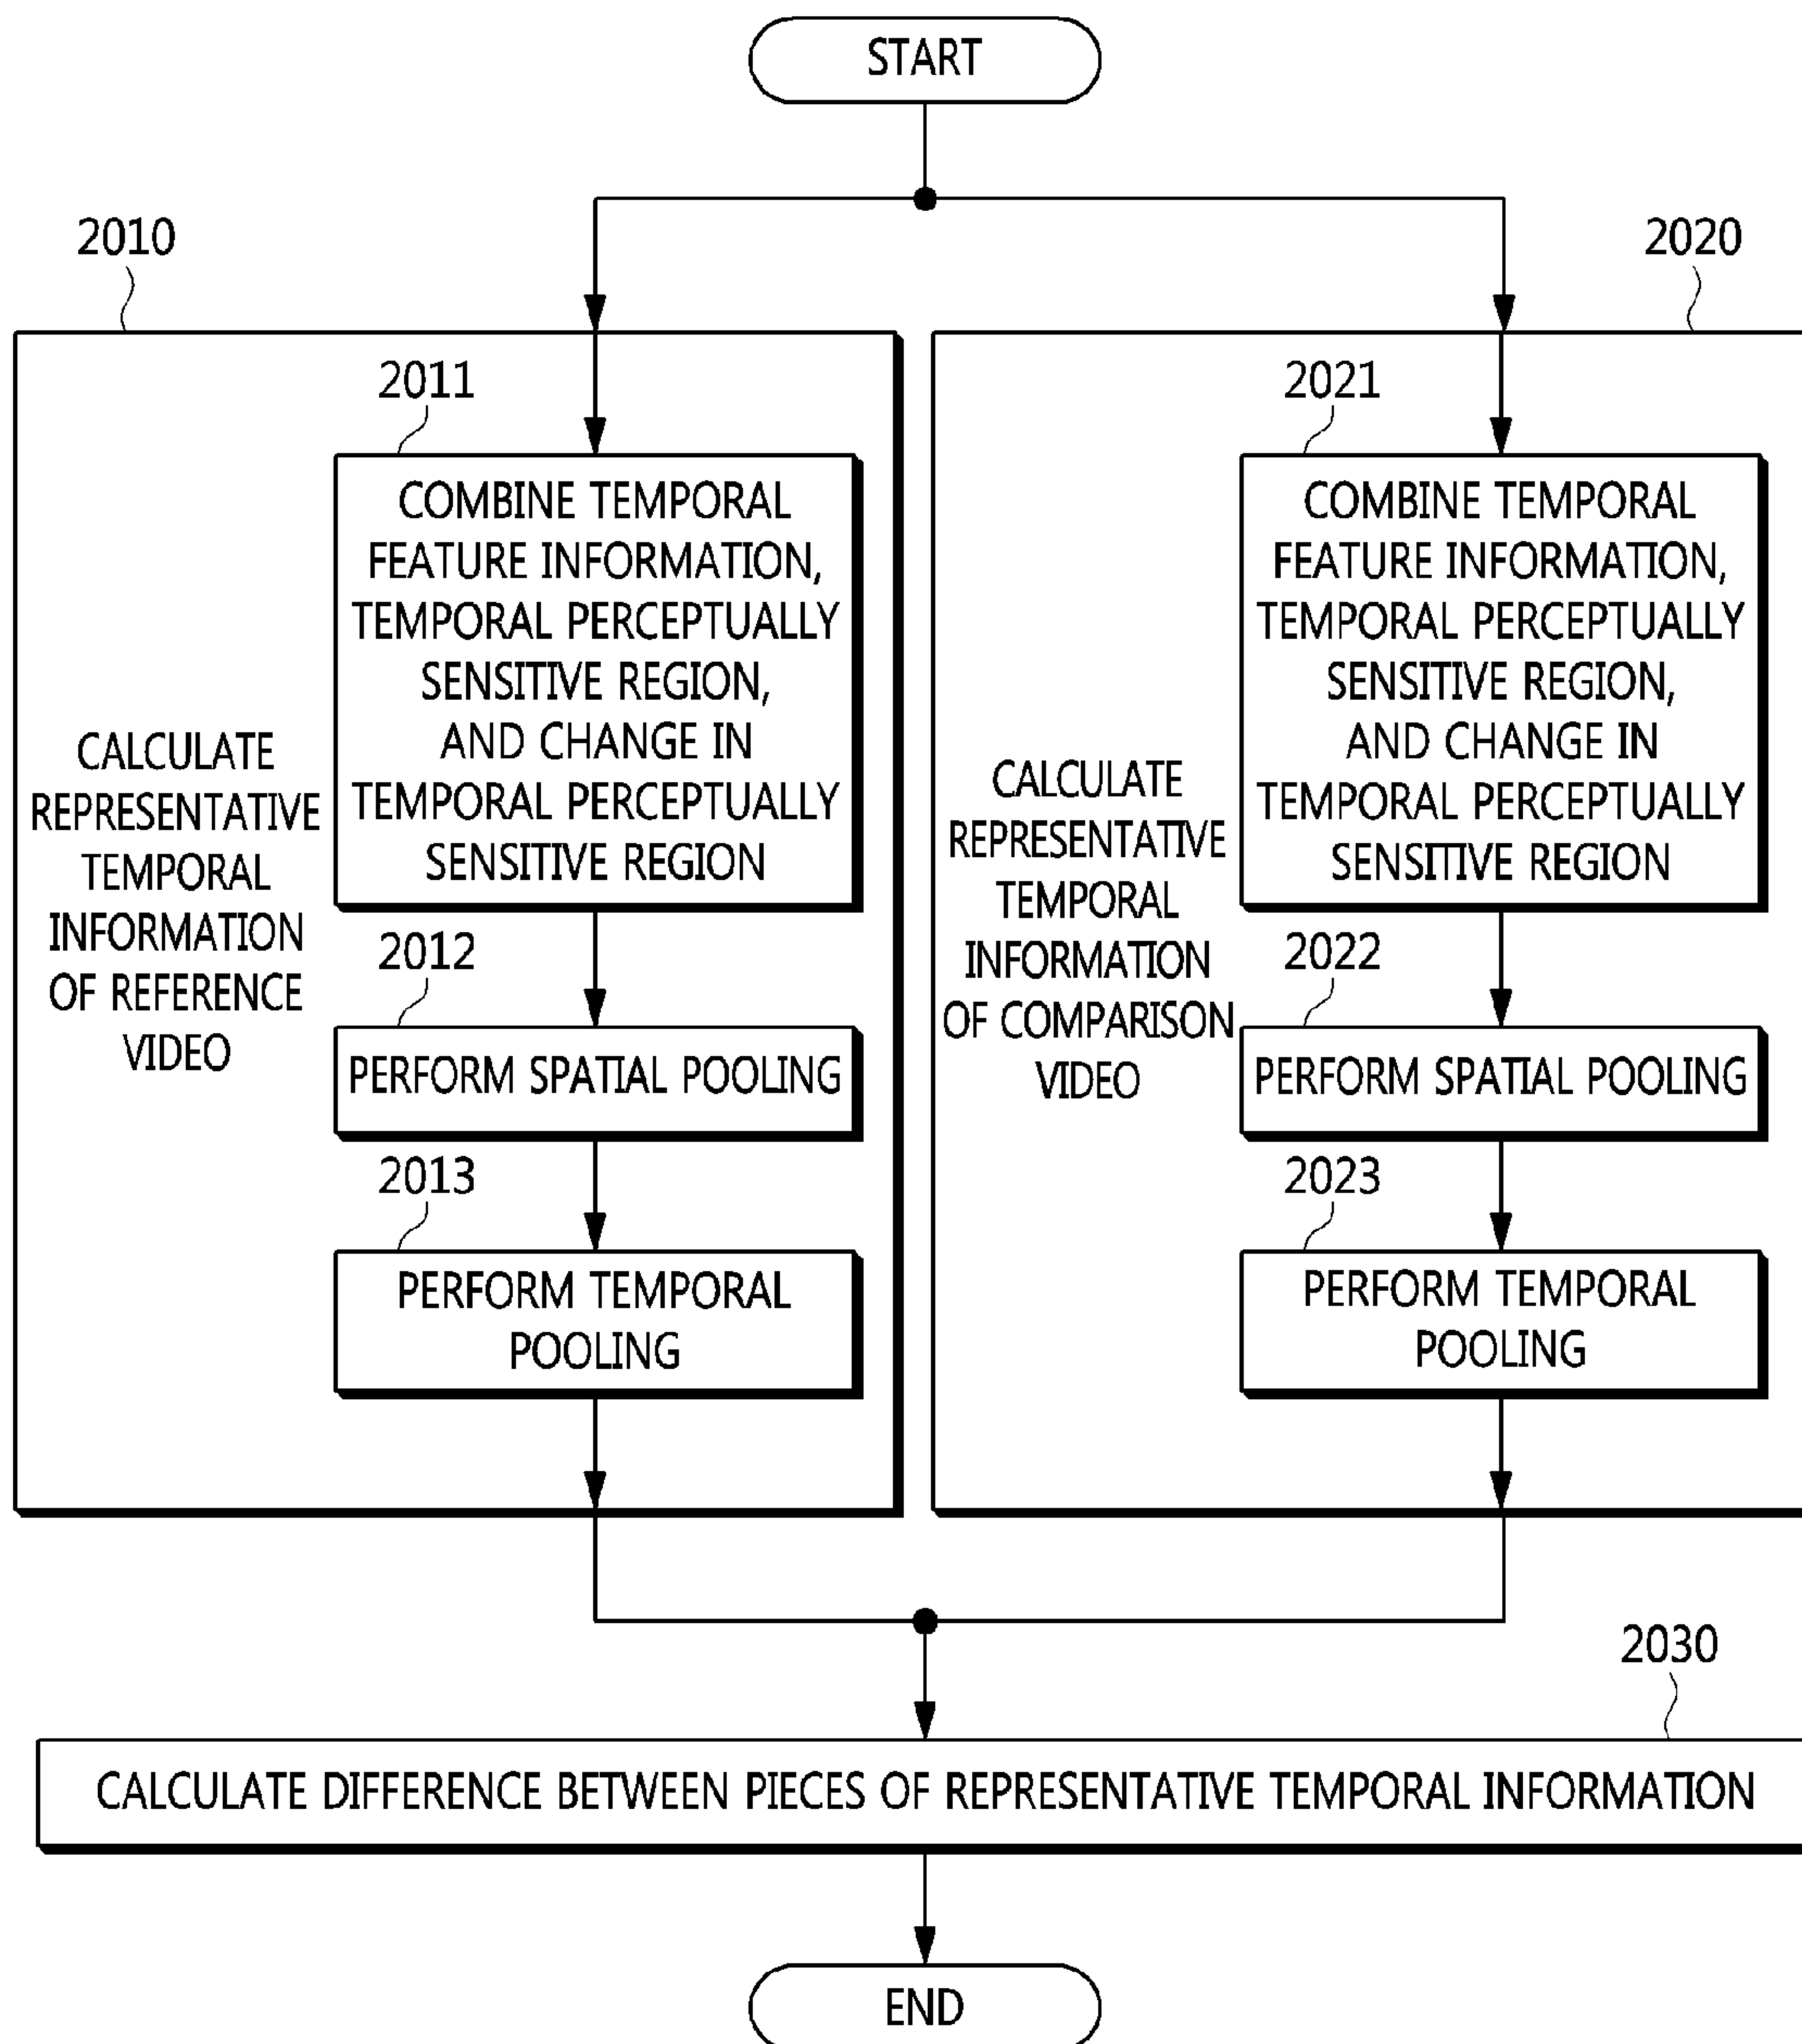 START
2010
2020
2011
COMBINE TEMPORAL
FEATURE INFORMATION,
TEMPORAL PERCEPTUALLY
SENSITIVE REGION,
AND CHANGE IN
TEMPORAL PERCEPTUALLY
SENSITIVE REGION
CALCULATE
REPRESENTATIVE
TEMPORAL
INFORMATION
OF REFERENCE
VIDEO
2012
PERFORM SPATIAL POOLING
2013
PERFORM TEMPORAL
POOLING
2021
COMBINE TEMPORAL
FEATURE INFORMATION,
TEMPORAL PERCEPTUALLY
SENSITIVE REGION,
AND CHANGE IN
TEMPORAL PERCEPTUALLY
SENSITIVE REGION
CALCULATE
REPRESENTATIVE
TEMPORAL
INFORMATION
OF COMPARISON
VIDEO
2022
PERFORM SPATIAL POOLING
2023
PERFORM TEMPORAL
POOLING
2030
CALCULATE DIFFERENCE BETWEEN PIECES OF REPRESENTATIVE TEMPORAL INFORMATION
END